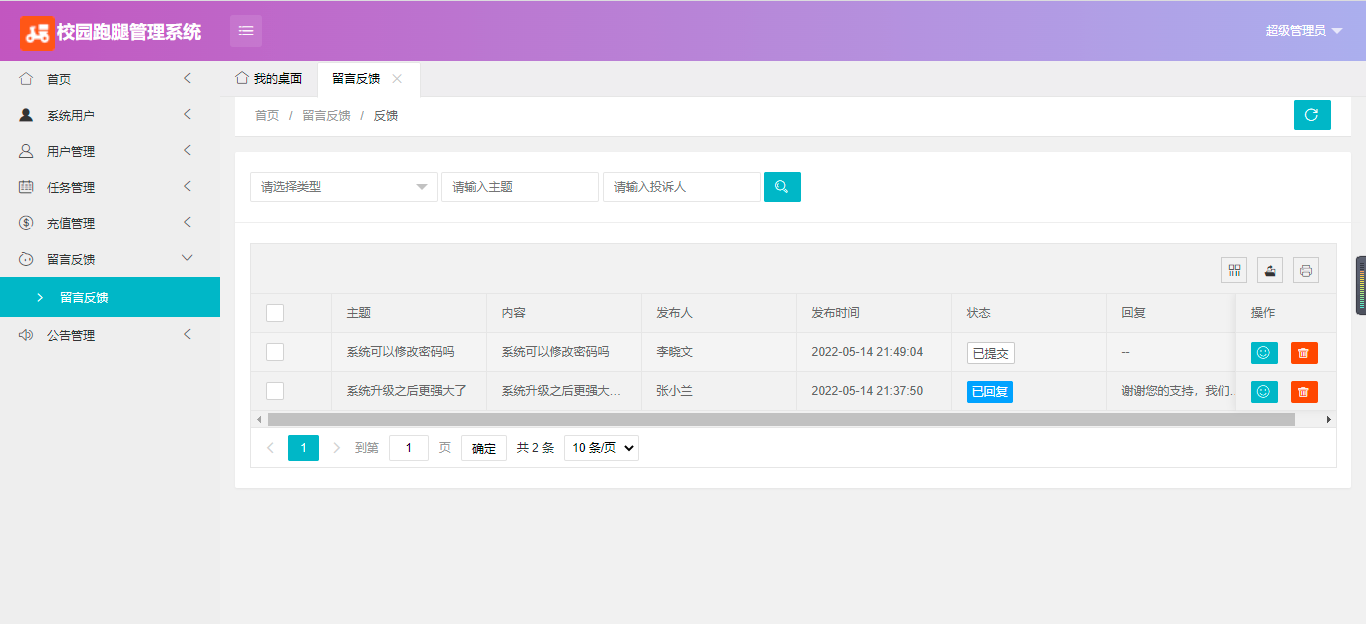 校园跑腿管理系统
超级管理员
首页
系统用户
用户管理
任务管理
充值管理
留言反馈
留言反馈
公告管理
我的桌面 留言反馈
首页 / 留言反馈 / 反馈
请选择类型 请输入主题 请输入投诉人
主题 内容 发布人 发布时间 状态 回复 操作
系统可以修改密码吗 系统可以修改密码吗 李晓文 2022-05-14 21:49:04 已提交 --
系统升级之后更强大了 系统升级之后更强大... 张小兰 2022-05-14 21:37:50 已回复 谢谢您的支持，我们...
1 到第 1 页 确定 共 2 条 10 条/页